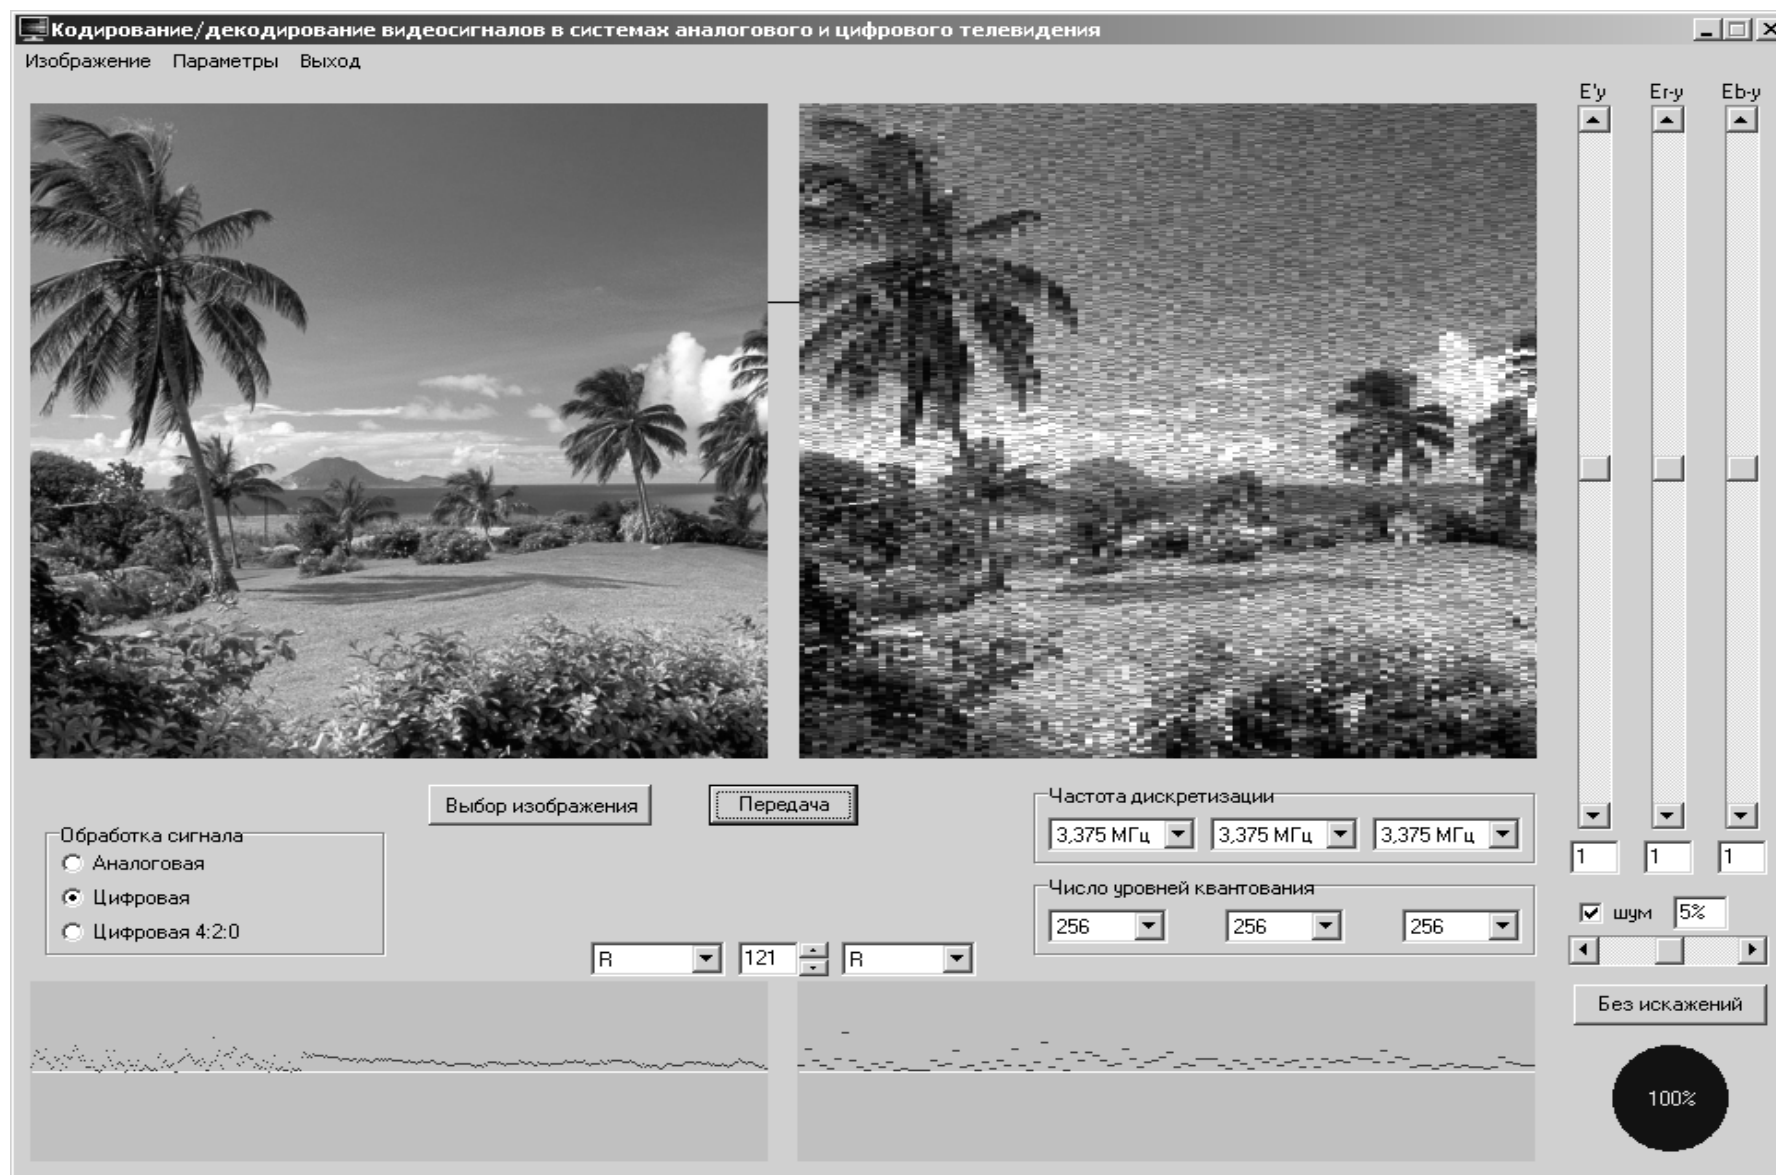 Кодирование/декодирование видеосигналов в системах аналогового и цифрового телевидения
Изображение Параметры Выход
E'y Er-y Eb-y
Выбор изображения Передача
Обработка сигнала
Аналоговая
Цифровая
Цифровая 4:2:0
R 121 R
Частота дискретизации
3,375 МГц 3,375 МГц 3,375 МГц
Число уровней квантования
256 256 256
1 1 1
шум 5%
Без искажений
100%